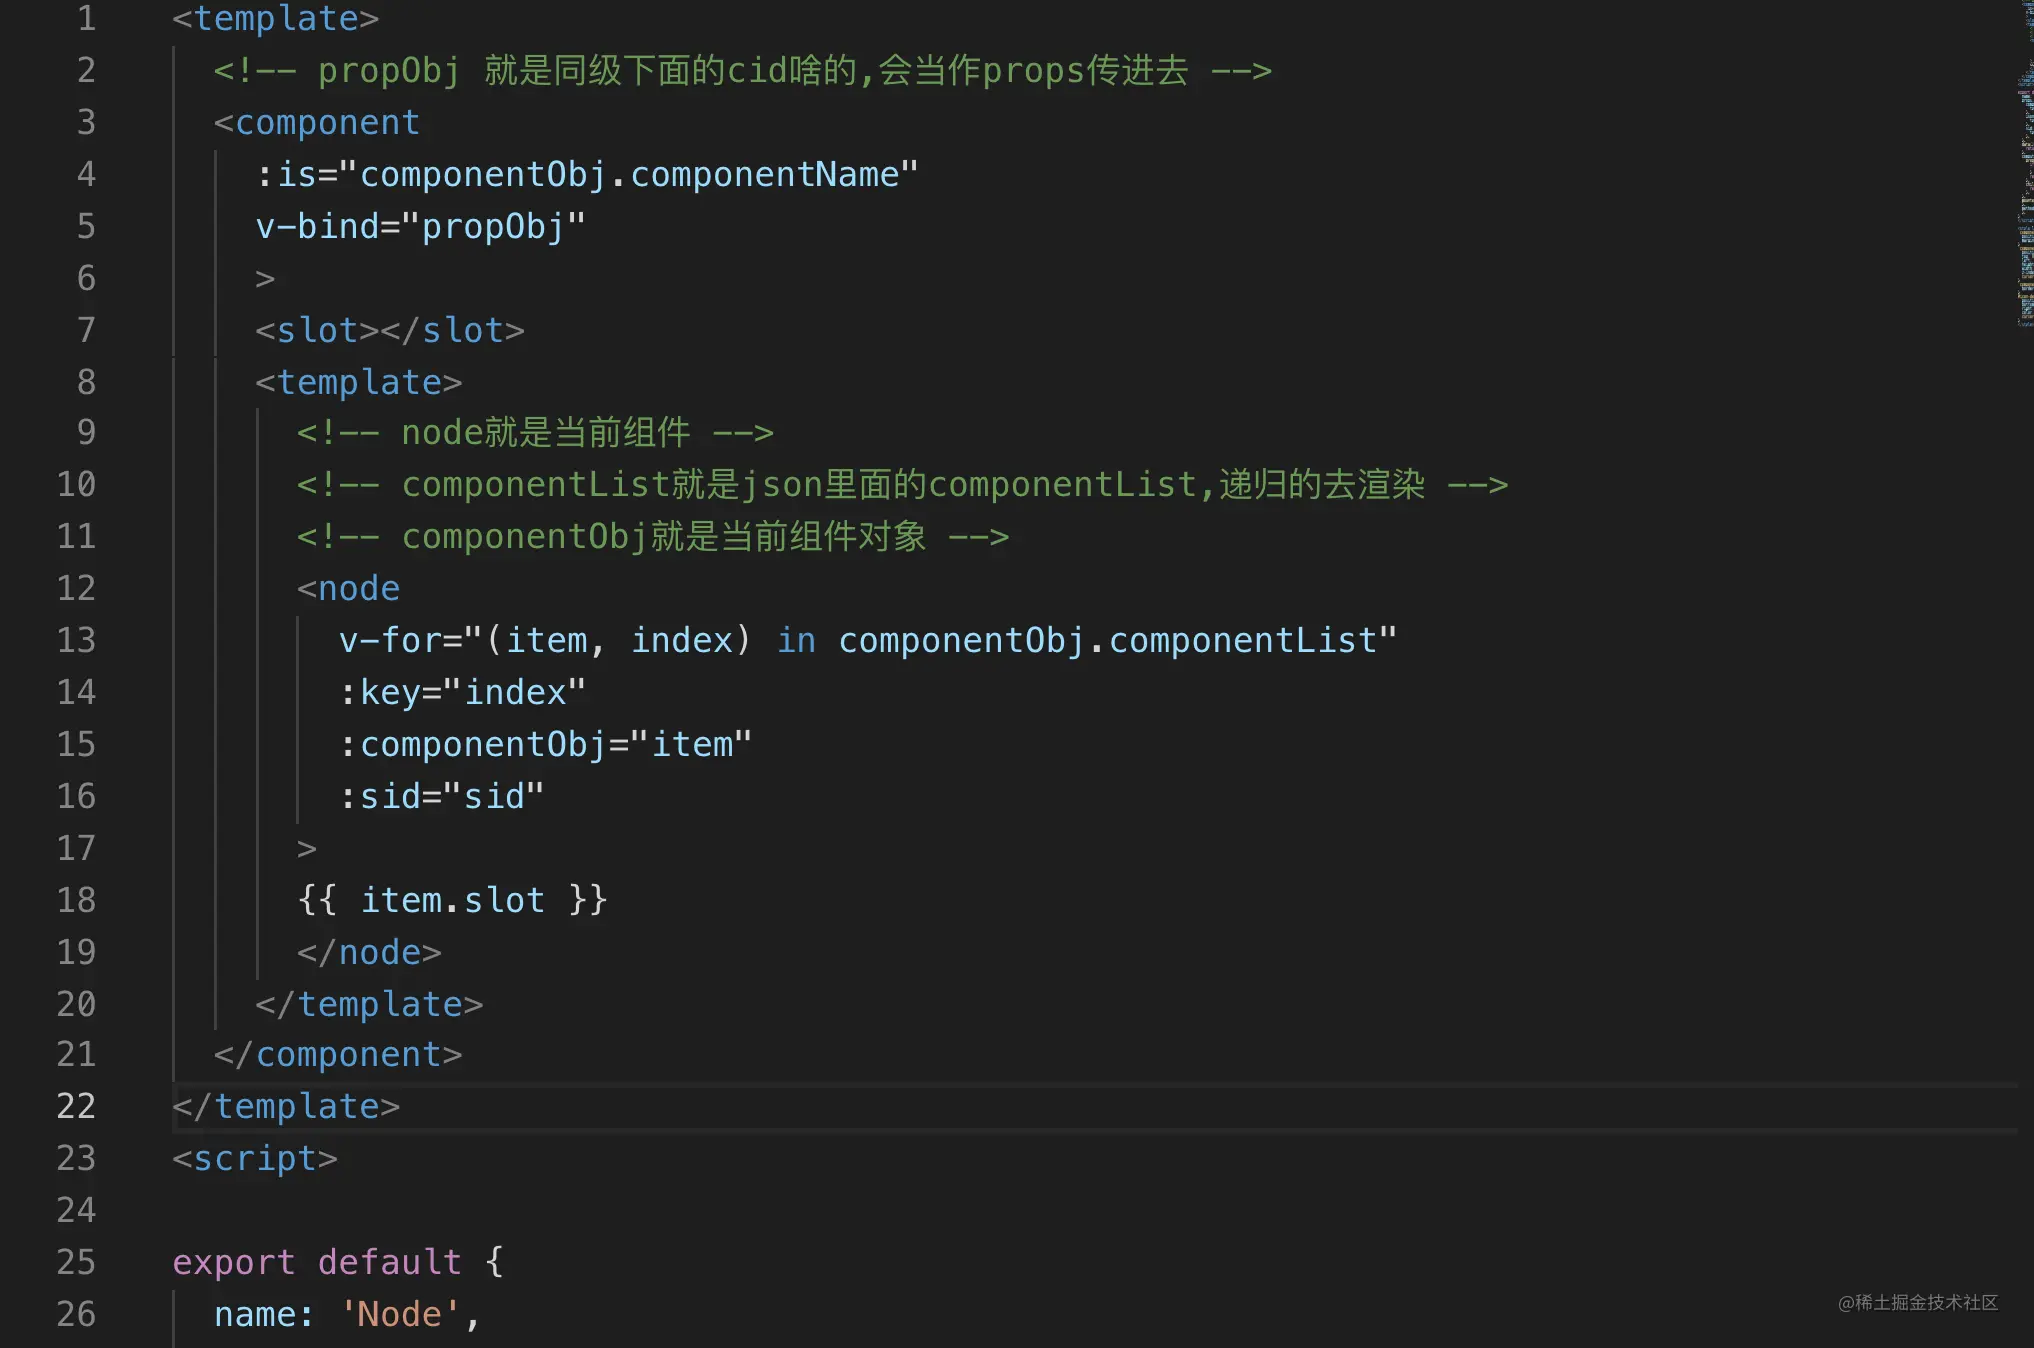 1 <template>
2 <!-- propObj 就是同级下面的cid啥的,会当作props传进去 -->
3 <component
4 :is="componentObj.componentName"
5 v-bind="propObj"
6 >
7 <slot></slot>
8 <template>
9 <!-- node就是当前组件 -->
10 <!-- componentList就是json里面的componentList,递归的去渲染 -->
11 <!-- componentObj就是当前组件对象 -->
12 <node
13 v-for="(item, index) in componentObj.componentList"
14 :key="index"
15 :componentObj="item"
16 :sid="sid"
17 >
18 {{ item.slot }}
19 </node>
20 </template>
21 </component>
22 </template>
23 <script>
24
25 export default {
26 name: 'Node',
@稀土掘金技术社区